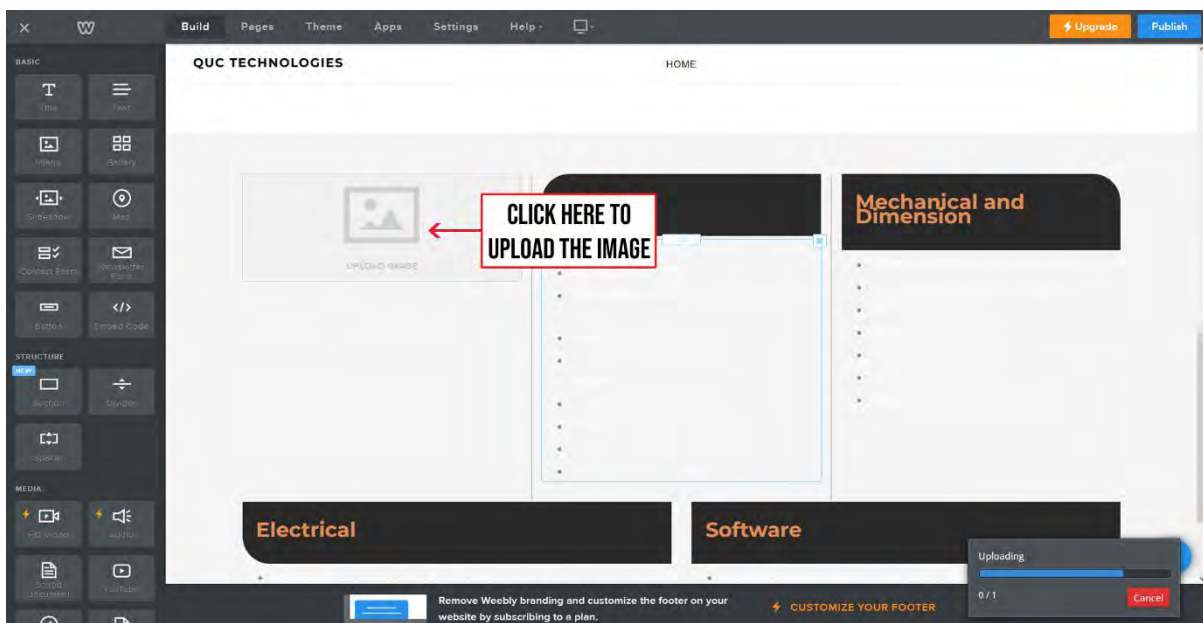 Build Pages Theme Apps Settings Help
Upgrade
Publish
BASIC
QUC TECHNOLOGIES
HOME
Title
Text
Image
Gallery
Slideshow
Map
Contact Form
Newsletter Form
Button
Embed Code
STRUCTURE
NEW
Section
Divider
Spacer
MEDIA
HD Video
Audio
Document
YouTube
UPLOAD IMAGE
CLICK HERE TO
UPLOAD THE IMAGE
Mechanical and
Dimension
Electrical
Software
Uploading
0 / 1
Cancel
Remove Weebly branding and customize the footer on your
website by subscribing to a plan.
CUSTOMIZE YOUR FOOTER